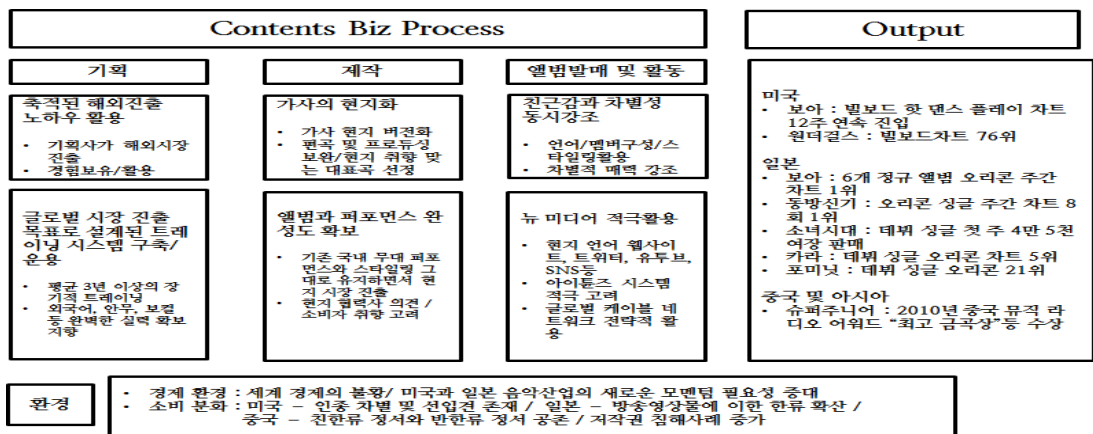 Contents Biz Process
Output
기획
제작
앨범발매 및 활동
축적된 해외진출
노하우 활용
• 기획사가 해외시장
진출
• 경험보유/활용
가사의 현지화
• 가사 현지 버전화
• 편곡 및 프로듀싱
보완/현지 취향 맞
는 대표곡 선정
친근감과 차별성
동시강조
• 언어/멤버구성/스
타일링활용
• 차별적 매력 강조
글로벌 시장 진출
목표로 설계된 트레
이닝 시스템 구축/
운용
• 평균 3년 이상의 장
기적 트레이닝
• 외국어, 안무, 보컬
등 완벽한 실력 확보
지향
앨범과 퍼포먼스 완
성도 확보
• 기존 국내 무대 퍼포
먼스와 스타일링 그
대로 유지하면서 현
지 시장 진출
• 현지 협력사 의견 /
소비자 취향 고려
뉴 미디어 적극활용
• 현지 언어 웹사이
트, 트위터, 유투브,
SNS등
• 아이튠즈 시스템
적극 고려
• 글로벌 케이블 네
트워크 전략적 활
용
미국
• 보아 : 빌보드 핫 댄스 플레이 차트
12주 연속 진입
• 원더걸스 : 빌보드차트 76위
일본
• 보아 : 6개 정규 앨범 오리콘 주간
차트 1위
• 동방신기 : 오리콘 싱글 주간 차트 8
회 1위
• 소녀시대 : 데뷔 싱글 첫 주 4만 5천
여장 판매
• 카라 : 데뷔 싱글 오리콘 차트 5위
• 포미닛 : 데뷔 싱글 오리콘 21위
중국 및 아시아
• 슈퍼주니어 : 2010년 중국 뮤직 라
디오 어워드 “최고 금곡상”등 수상
환경
• 경제 환경 : 세계 경제의 불황/ 미국과 일본 음악산업의 새로운 모멘텀 필요성 증대
• 소비 문화 : 미국 – 인종 차별 및 선입견 존재 / 일본 – 방송영상물에 이한 한류 확산 /
중국 – 친한류 정서와 반한류 정서 공존 / 저작권 침해사례 증가